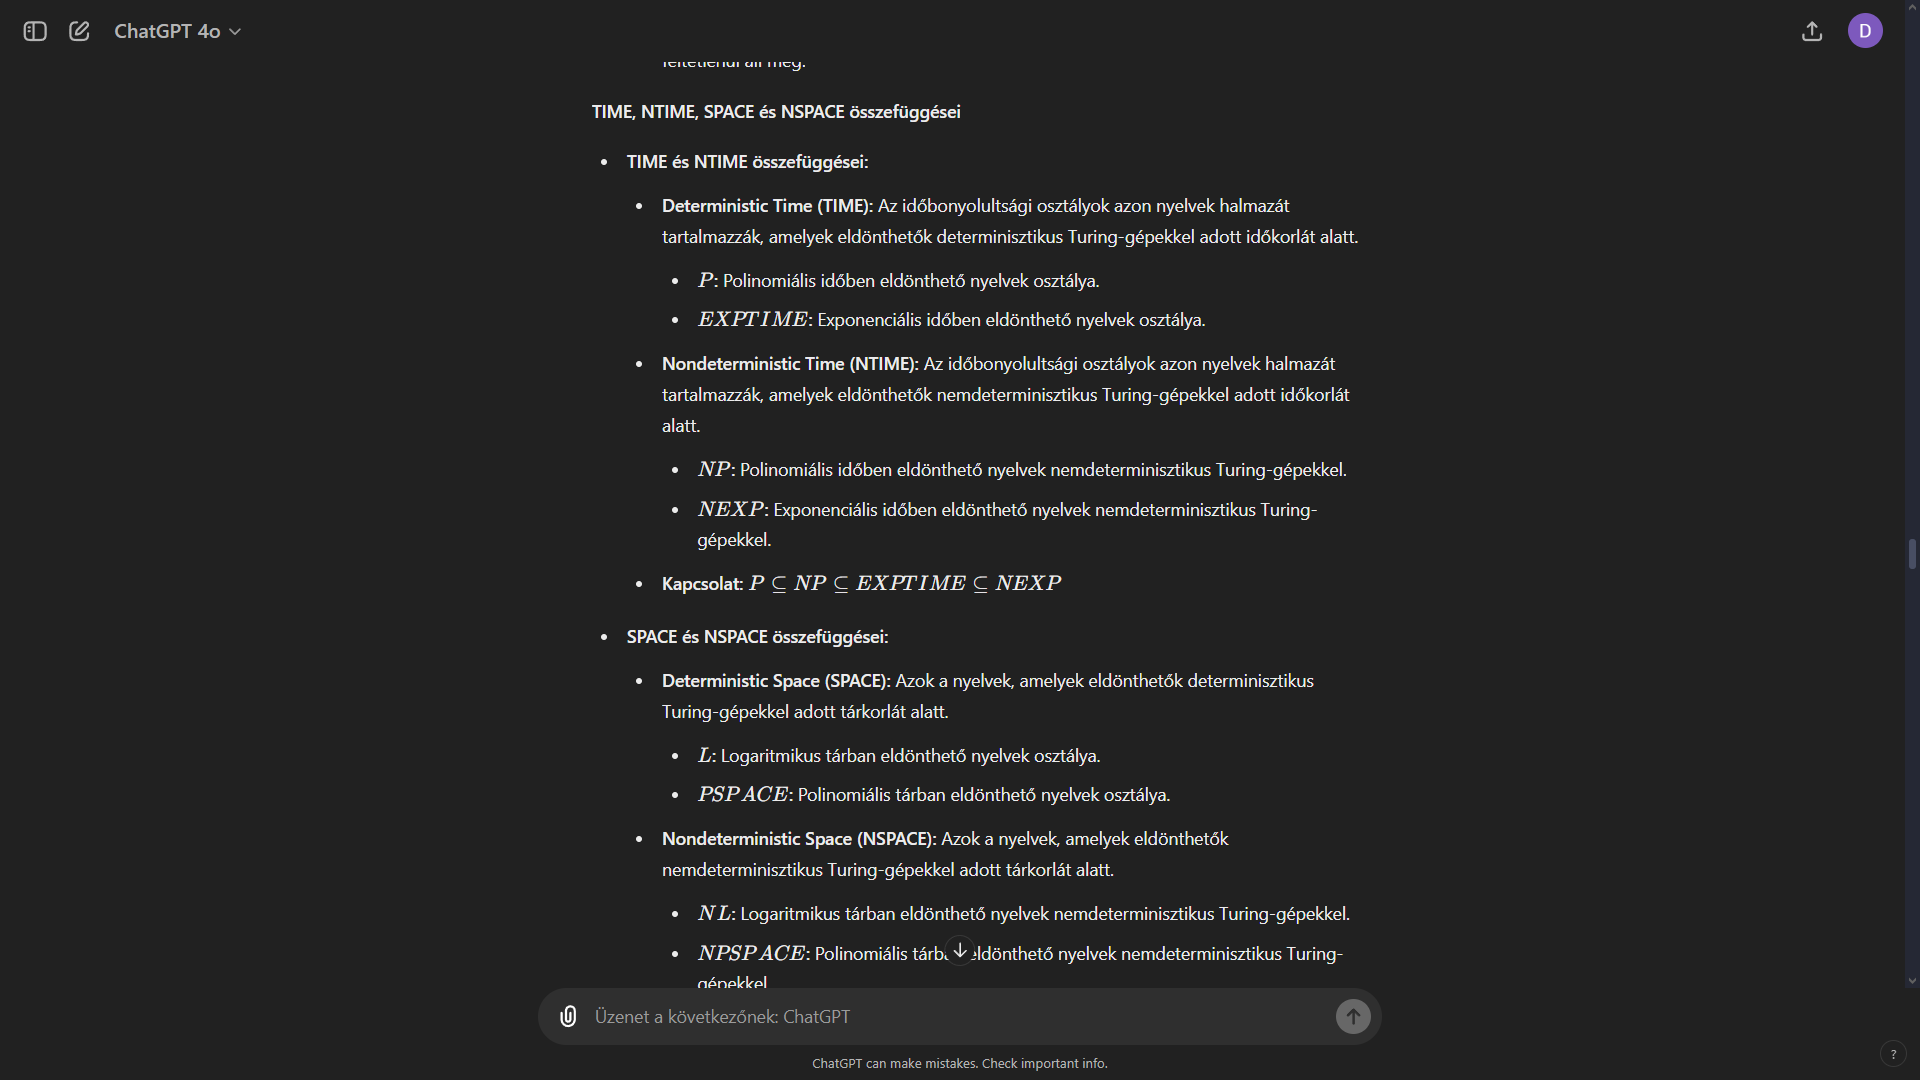 ChatGPT 4o
D
feltétlenül áll meg.
TIME, NTIME, SPACE és NSPACE összefüggései
• TIME és NTIME összefüggései:
• Deterministic Time (TIME): Az időbonyolultsági osztályok azon nyelvek halmazát
tartalmazzák, amelyek eldönthetők determinisztikus Turing-gépekkel adott időkorlát alatt.
• P: Polinomiális időben eldönthető nyelvek osztálya.
• EXPTIME: Exponenciális időben eldönthető nyelvek osztálya.
• Nondeterministic Time (NTIME): Az időbonyolultsági osztályok azon nyelvek halmazát
tartalmazzák, amelyek eldönthetők nemdeterminisztikus Turing-gépekkel adott időkorlát
alatt.
• NP: Polinomiális időben eldönthető nyelvek nemdeterminisztikus Turing-gépekkel.
• NEXP: Exponenciális időben eldönthető nyelvek nemdeterminisztikus Turing-
gépekkel.
• Kapcsolat: P ⊆ NP ⊆ EXPTIME ⊆ NEXP
• SPACE és NSPACE összefüggései:
• Deterministic Space (SPACE): Azok a nyelvek, amelyek eldönthetők determinisztikus
Turing-gépekkel adott tárkorlát alatt.
• L: Logaritmikus tárban eldönthető nyelvek osztálya.
• PSPACE: Polinomiális tárban eldönthető nyelvek osztálya.
• Nondeterministic Space (NSPACE): Azok a nyelvek, amelyek eldönthetők
nemdeterminisztikus Turing-gépekkel adott tárkorlát alatt.
• NL: Logaritmikus tárban eldönthető nyelvek nemdeterminisztikus Turing-gépekkel.
• NPSPACE: Polinomiális tárban eldönthető nyelvek nemdeterminisztikus Turing-
gépekkel
Üzenet a következőnek: ChatGPT
ChatGPT can make mistakes. Check important info.
?